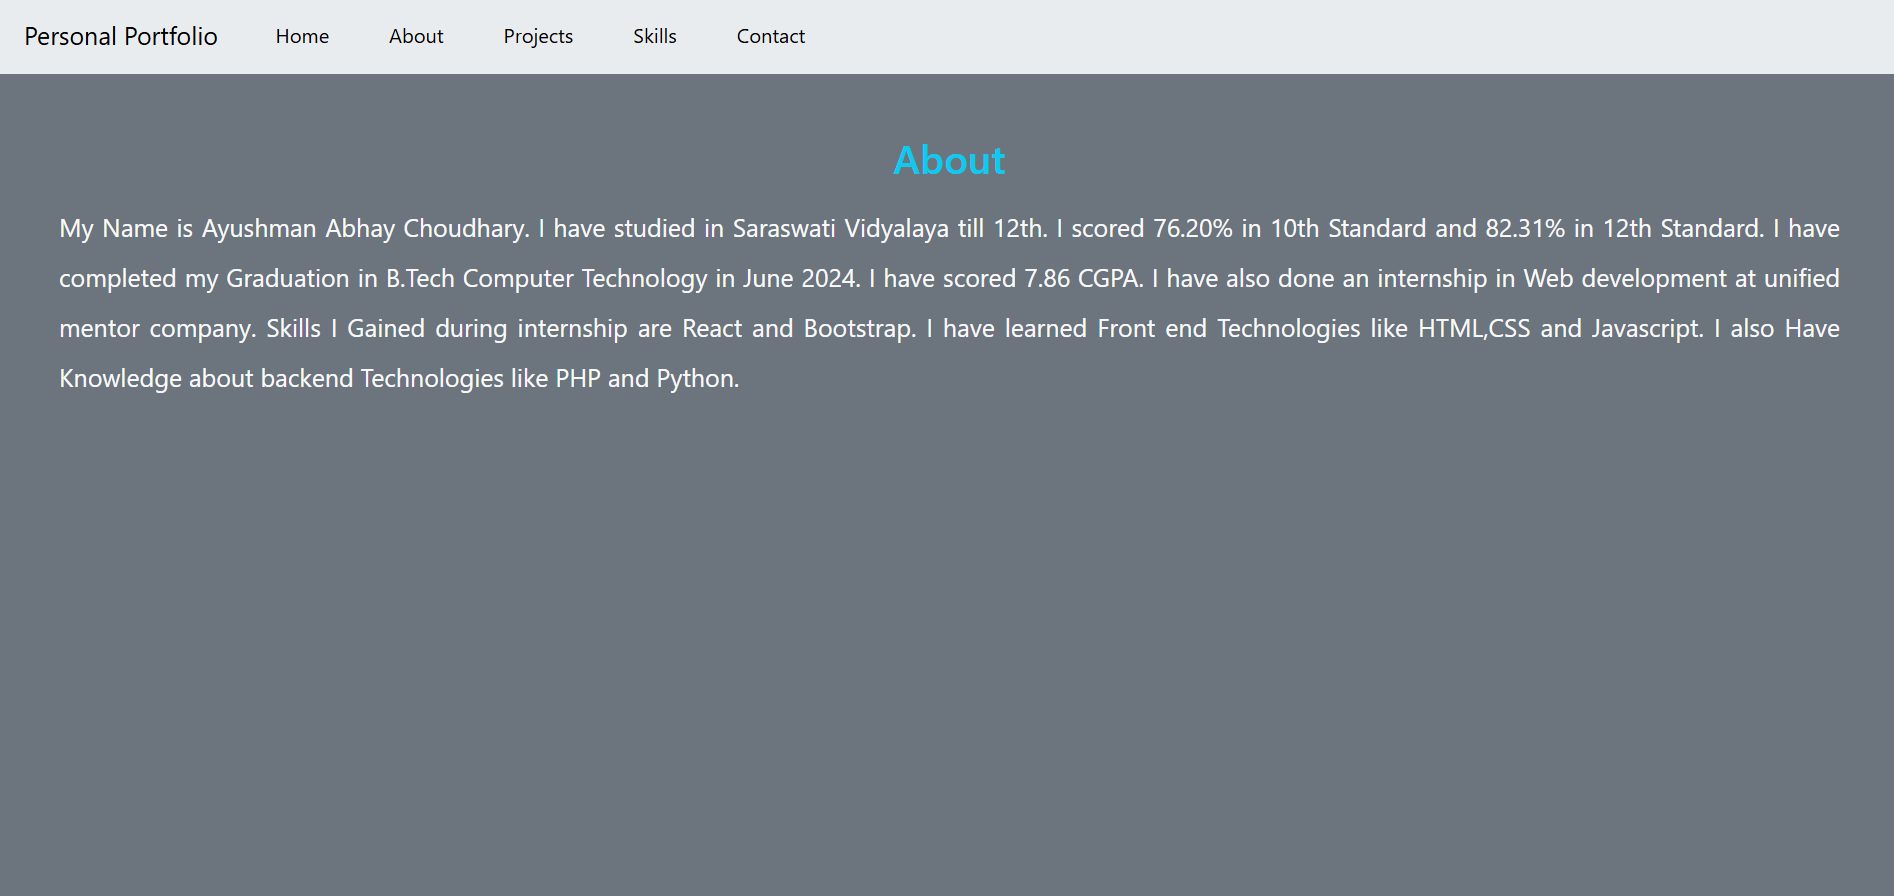 Personal Portfolio Home About Projects Skills Contact
About
My Name is Ayushman Abhay Choudhary. I have studied in Saraswati Vidyalaya till 12th. I scored 76.20% in 10th Standard and 82.31% in 12th Standard. I have
completed my Graduation in B.Tech Computer Technology in June 2024. I have scored 7.86 CGPA. I have also done an internship in Web development at unified
mentor company. Skills I Gained during internship are React and Bootstrap. I have learned Front end Technologies like HTML,CSS and Javascript. I also Have
Knowledge about backend Technologies like PHP and Python.